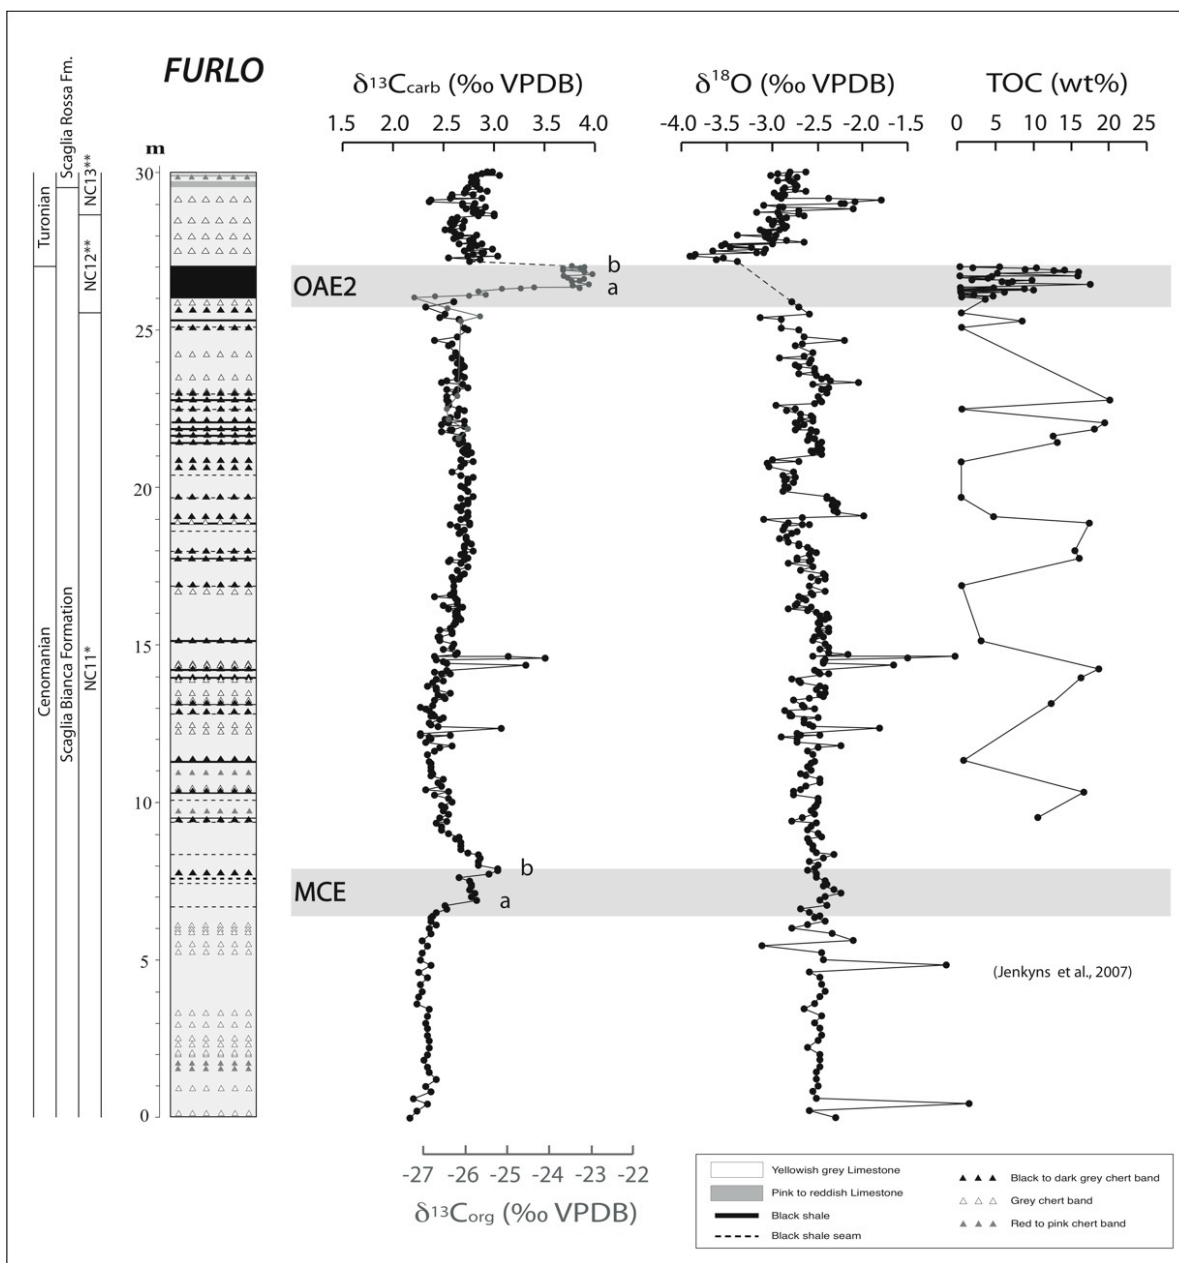 FURLO
δ13Ccarb (‰ VPDB)
δ18O (‰ VPDB)
TOC (wt%)
1.5 2.0 2.5 3.0 3.5 4.0
-4.0 -3.5 -3.0 -2.5 -2.0 -1.5
0 5 10 15 20 25
m
Scaglia Rossa Fm.
Turonian
NC13**
NC12**
Cenomanian
Scaglia Bianca Formation
NC11*
30
25
20
15
10
5
0
OAE2
b
a
MCE
b
a
(Jenkyns et al., 2007)
-27 -26 -25 -24 -23 -22
δ13Corg (‰ VPDB)
Yellowish grey Limestone
Pink to reddish Limestone
Black shale
Black shale seam
Black to dark grey chert band
Grey chert band
Red to pink chert band